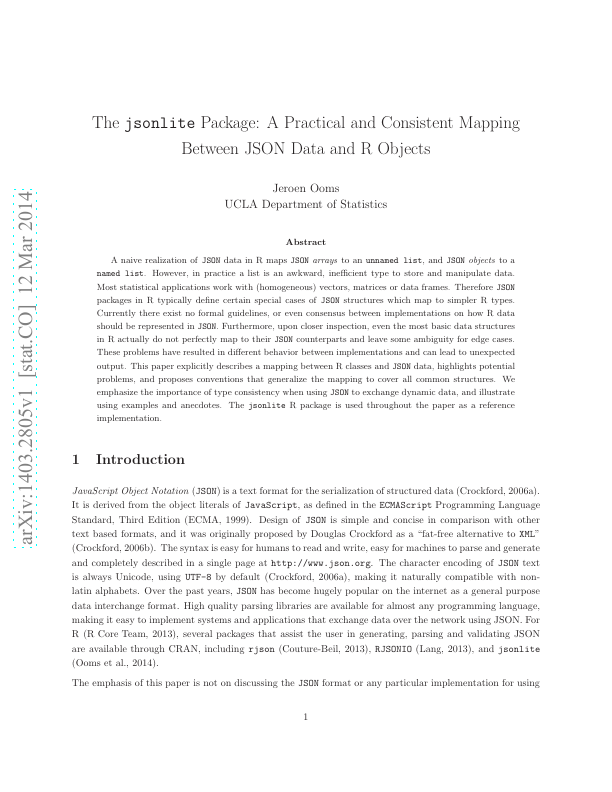 The jsonlite Package: A Practical and Consistent Mapping
Between JSON Data and R Objects
Jeroen Ooms
UCLA Department of Statistics
Abstract
A naive realization of JSON data in R maps JSON arrays to an unnamed list, and JSON objects to a
named list. However, in practice a list is an awkward, inefficient type to store and manipulate data.
Most statistical applications work with (homogeneous) vectors, matrices or data frames. Therefore JSON
packages in R typically define certain special cases of JSON structures which map to simpler R types.
Currently there exist no formal guidelines, or even consensus between implementations on how R data
should be represented in JSON. Furthermore, upon closer inspection, even the most basic data structures
in R actually do not perfectly map to their JSON counterparts and leave some ambiguity for edge cases.
These problems have resulted in different behavior between implementations and can lead to unexpected
output. This paper explicitly describes a mapping between R classes and JSON data, highlights potential
problems, and proposes conventions that generalize the mapping to cover all common structures. We
emphasize the importance of type consistency when using JSON to exchange dynamic data, and illustrate
using examples and anecdotes. The jsonlite R package is used throughout the paper as a reference
implementation.
1 Introduction
JavaScript Object Notation (JSON) is a text format for the serialization of structured data (Crockford, 2006a).
It is derived from the object literals of JavaScript, as defined in the ECMAScript Programming Language
Standard, Third Edition (ECMA, 1999). Design of JSON is simple and concise in comparison with other
text based formats, and it was originally proposed by Douglas Crockford as a “fat-free alternative to XML”
(Crockford, 2006b). The syntax is easy for humans to read and write, easy for machines to parse and generate
and completely described in a single page at http://www.json.org. The character encoding of JSON text
is always Unicode, using UTF-8 by default (Crockford, 2006a), making it naturally compatible with non-
latin alphabets. Over the past years, JSON has become hugely popular on the internet as a general purpose
data interchange format. High quality parsing libraries are available for almost any programming language,
making it easy to implement systems and applications that exchange data over the network using JSON. For
R (R Core Team, 2013), several packages that assist the user in generating, parsing and validating JSON
are available through CRAN, including rjson (Couture-Beil, 2013), RJSONIO (Lang, 2013), and jsonlite
(Ooms et al., 2014).
The emphasis of this paper is not on discussing the JSON format or any particular implementation for using
1
arXiv:1403.2805v1 [stat.CO] 12 Mar 2014